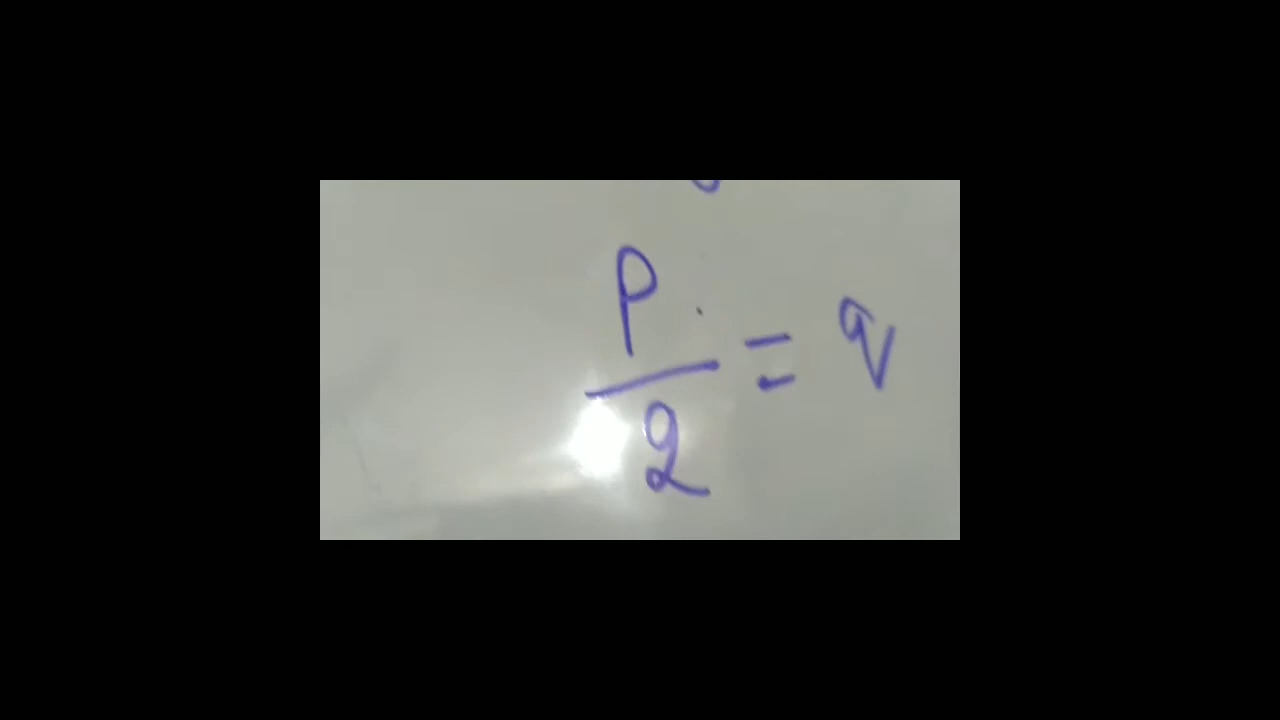 P/2 = q